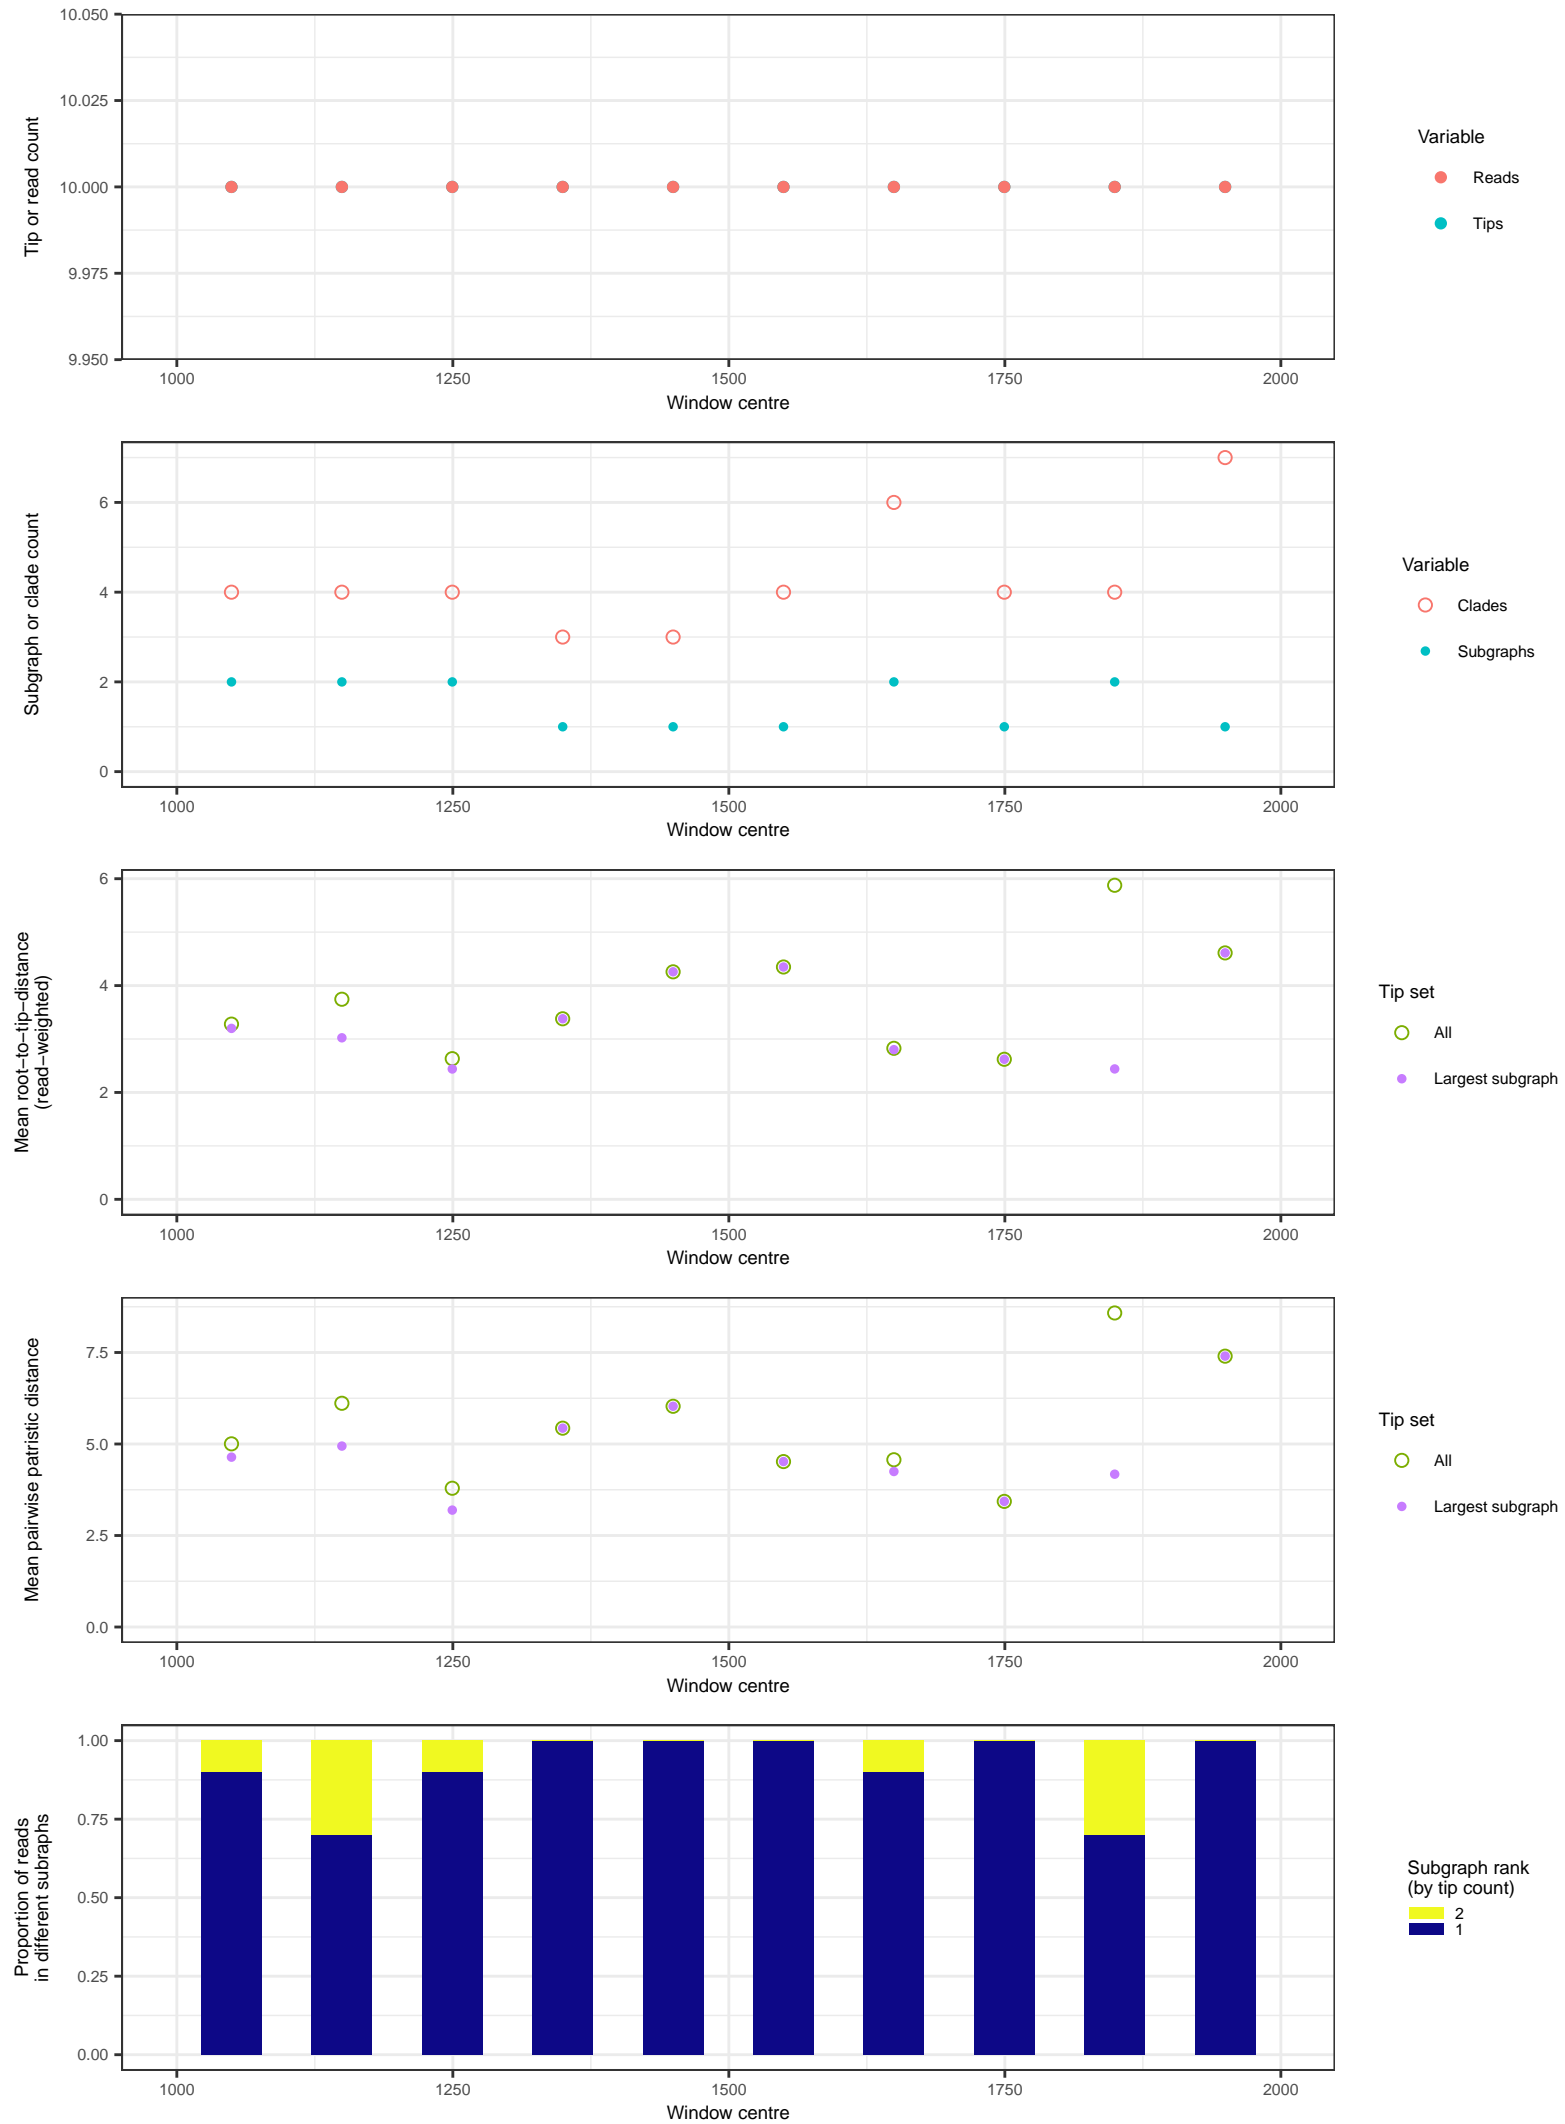 10.050
10.025
10.000
9.975
9.950
Tip or read count
1000 1250 1500 1750 2000
Window centre
Variable
Reads
Tips
6
4
2
0
Subgraph or clade count
1000 1250 1500 1750 2000
Window centre
Variable
Clades
Subgraphs
6
4
2
0
Mean root−to−tip−distance
(read−weighted)
1000 1250 1500 1750 2000
Window centre
Tip set
All
Largest subgraph
7.5
5.0
2.5
0.0
Mean pairwise patristic distance
1000 1250 1500 1750 2000
Window centre
Tip set
All
Largest subgraph
1.00
0.75
0.50
0.25
0.00
Proportion of reads
in different subraphs
1000 1250 1500 1750 2000
Window centre
Subgraph rank
(by tip count)
2
1